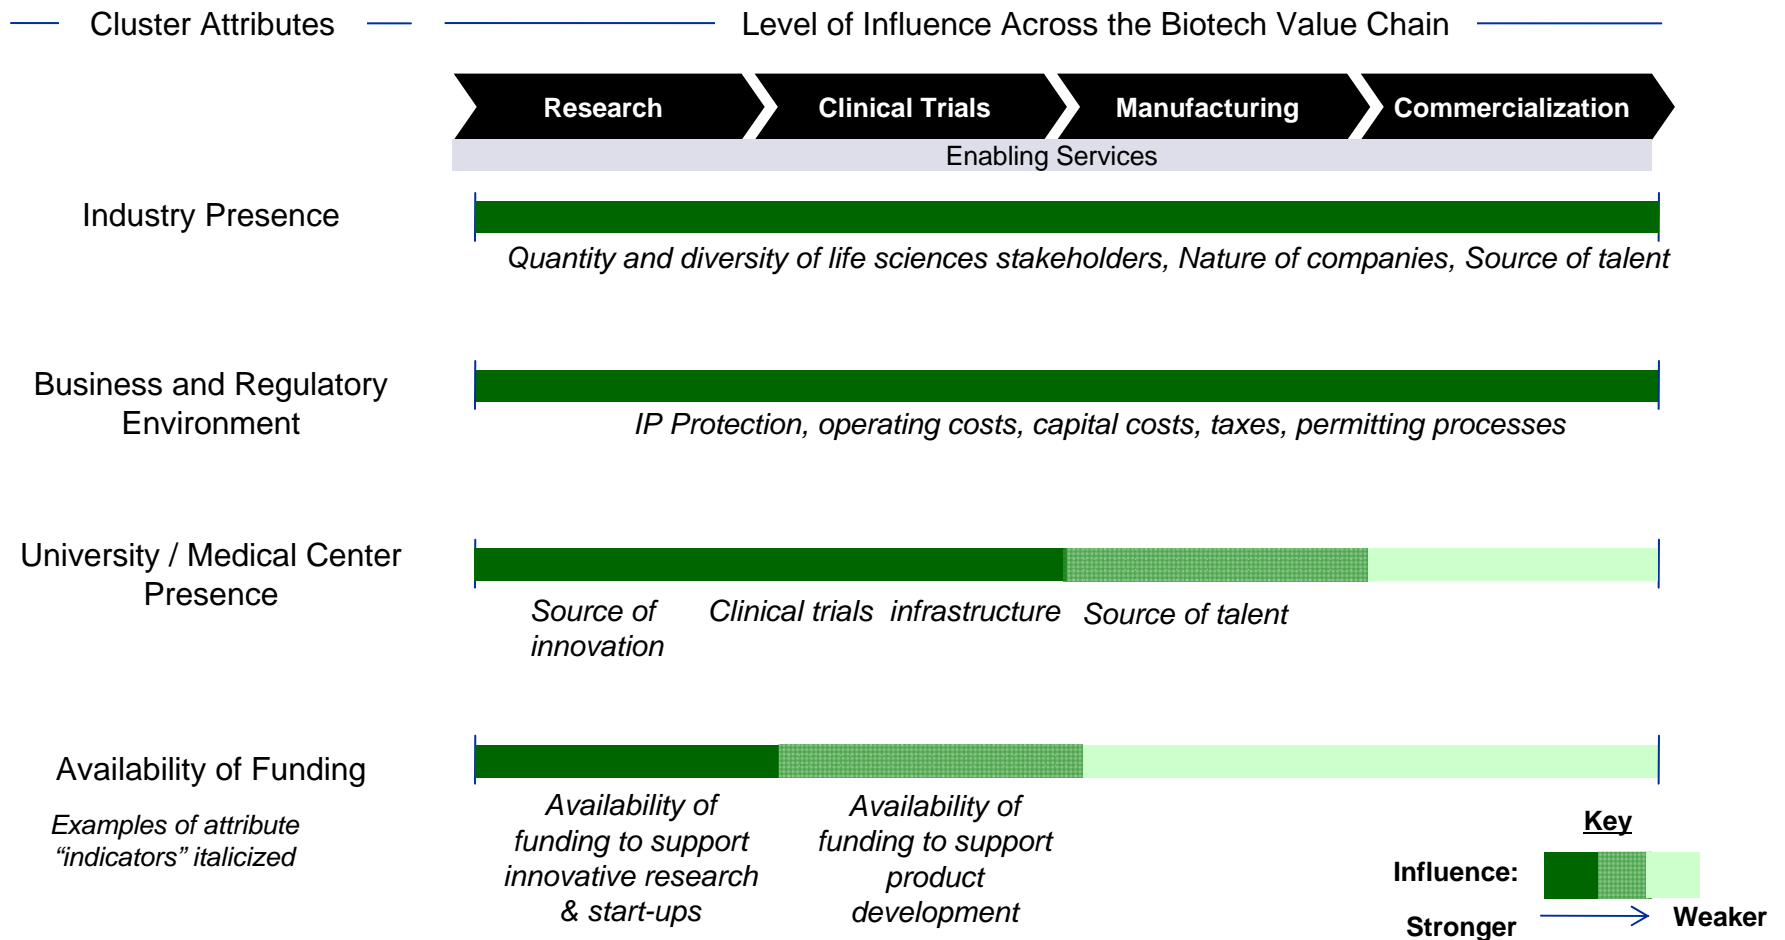 Cluster Attributes
Level of Influence Across the Biotech Value Chain
Research
Clinical Trials
Manufacturing
Commercialization
Enabling Services
Industry Presence
Quantity and diversity of life sciences stakeholders, Nature of companies, Source of talent
Business and Regulatory
Environment
IP Protection, operating costs, capital costs, taxes, permitting processes
University / Medical Center
Presence
Source of
innovation
Clinical trials infrastructure
Source of talent
Availability of Funding
Examples of attribute
“indicators” italicized
Availability of
funding to support
innovative research
& start-ups
Availability of
funding to support
product
development
Key
Influence:
Stronger
Weaker